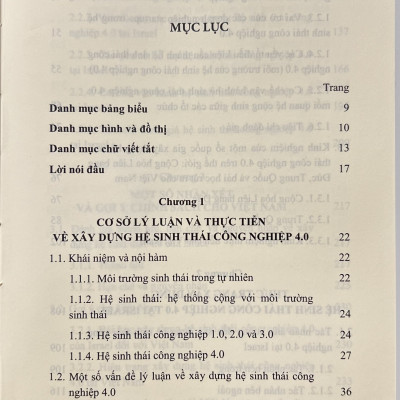 MỤC LỤC
Trang
Danh mục bảng biểu 9
Danh mục hình và đồ thị 10
Danh mục chữ viết tắt 13
Lời nói đầu 17
Chương 1
CƠ SỞ LÝ LUẬN VÀ THỰC TIỄN
VỀ XÂY DỰNG HỆ SINH THÁI CÔNG NGHIỆP 4.0 22
1.1. Khái niệm và nội hàm 22
1.1.1. Môi trường sinh thái trong tự nhiên 22
1.1.2. Hệ sinh thái: hệ thống cộng với môi trường
sinh thái 24
1.1.3. Hệ sinh thái công nghiệp 1.0, 2.0 và 3.0 24
1.1.4. Hệ sinh thái công nghiệp 4.0 27
1.2. Một số vấn đề lý luận về xây dựng hệ sinh thái công
nghiệp 4.0 36